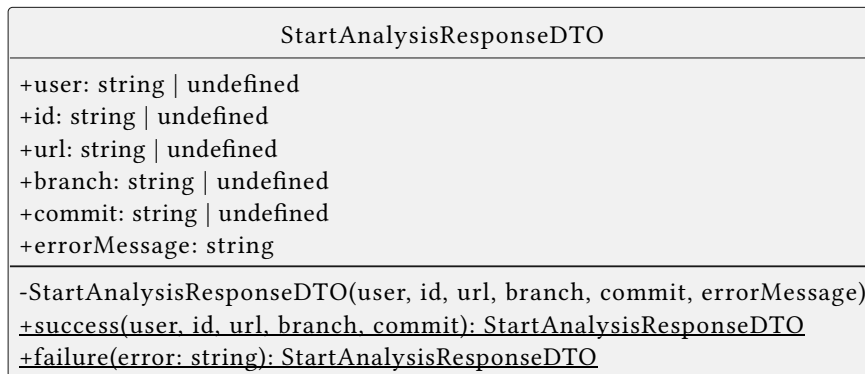 StartAnalysisResponseDTO
+user: string | undefined
+id: string | undefined
+url: string | undefined
+branch: string | undefined
+commit: string | undefined
+errorMessage: string
-StartAnalysisResponseDTO(user, id, url, branch, commit, errorMessage)
+success(user, id, url, branch, commit): StartAnalysisResponseDTO
+failure(error: string): StartAnalysisResponseDTO